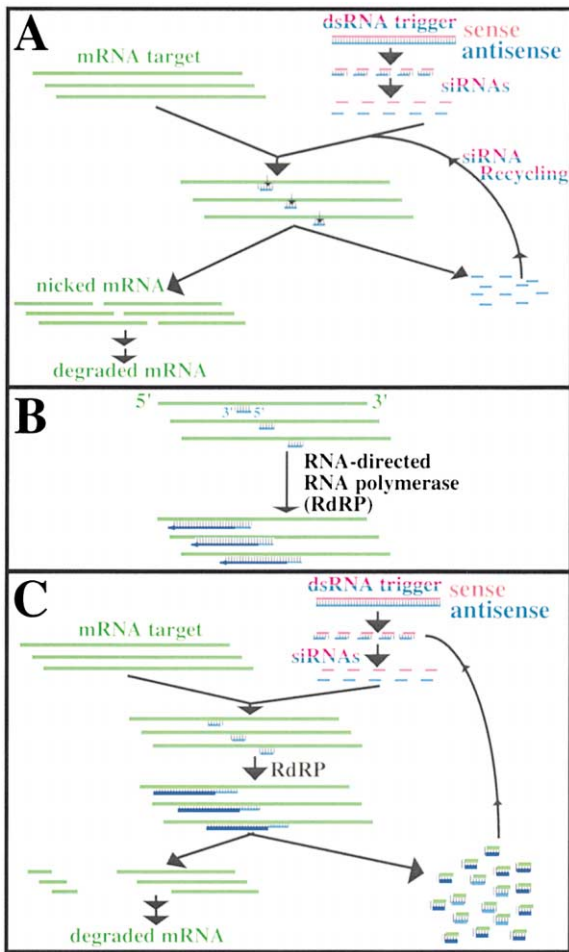 A
dsRNA trigger
sense
antisense
mRNA target
siRNAs
siRNA
Recycling
nicked mRNA
degraded mRNA
B
5' 3'
3' 5'
RNA-directed
RNA polymerase
(RdRP)
C
dsRNA trigger
sense
antisense
mRNA target
siRNAs
RdRP
degraded mRNA